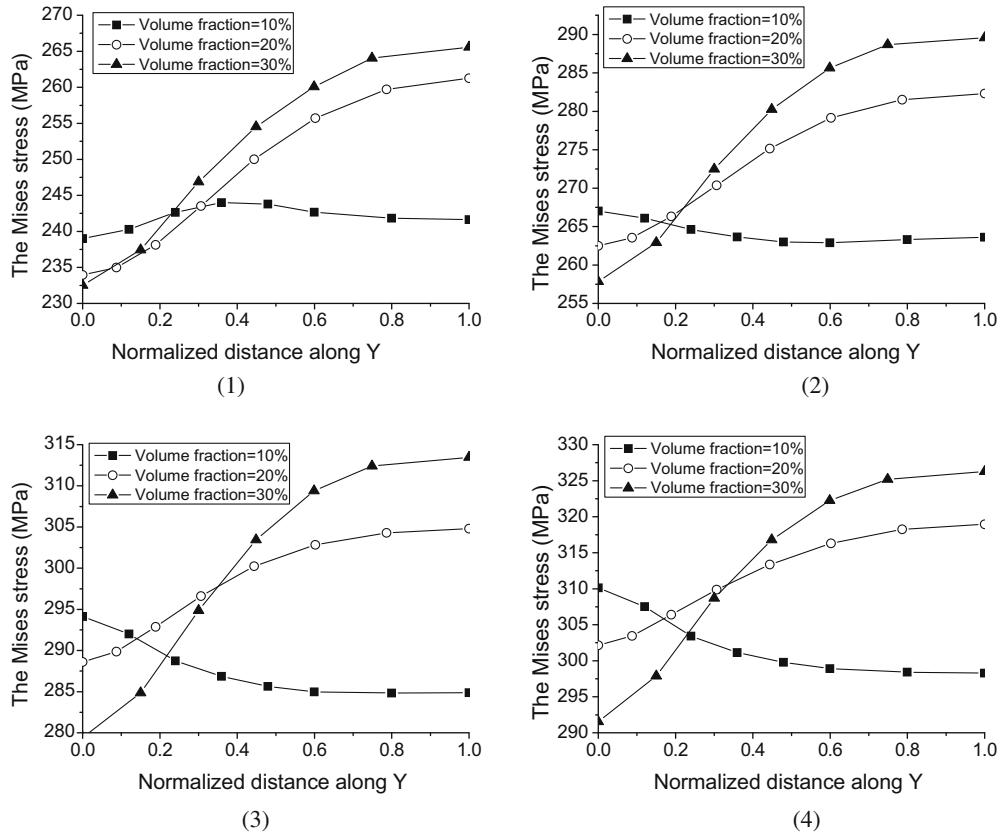 270
265
260
255
250
245
240
235
230
0.0 0.2 0.4 0.6 0.8 1.0
The Mises stress (MPa)
Normalized distance along Y
Volume fraction=10%
Volume fraction=20%
Volume fraction=30%
(1)
290
285
280
275
270
265
260
255
0.0 0.2 0.4 0.6 0.8 1.0
The Mises stress (MPa)
Normalized distance along Y
Volume fraction=10%
Volume fraction=20%
Volume fraction=30%
(2)
315
310
305
300
295
290
285
280
0.0 0.2 0.4 0.6 0.8 1.0
The Mises stress (MPa)
Normalized distance along Y
Volume fraction=10%
Volume fraction=20%
Volume fraction=30%
(3)
330
325
320
315
310
305
300
295
290
0.0 0.2 0.4 0.6 0.8 1.0
The Mises stress (MPa)
Normalized distance along Y
Volume fraction=10%
Volume fraction=20%
Volume fraction=30%
(4)